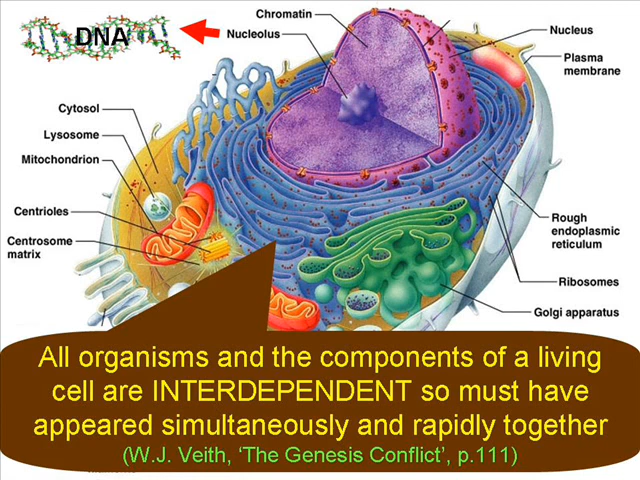 DNA
Chromatin
Nucleolus
Nucleus
Plasma
membrane
Cytosol
Lysosome
Mitochondrion
Centrioles
Centrosome
matrix
Rough
endoplasmic
reticulum
Ribosomes
Golgi apparatus
All organisms and the components of a living
cell are INTERDEPENDENT so must have
appeared simultaneously and rapidly together
(W.J. Veith, ‘The Genesis Conflict’, p.111)